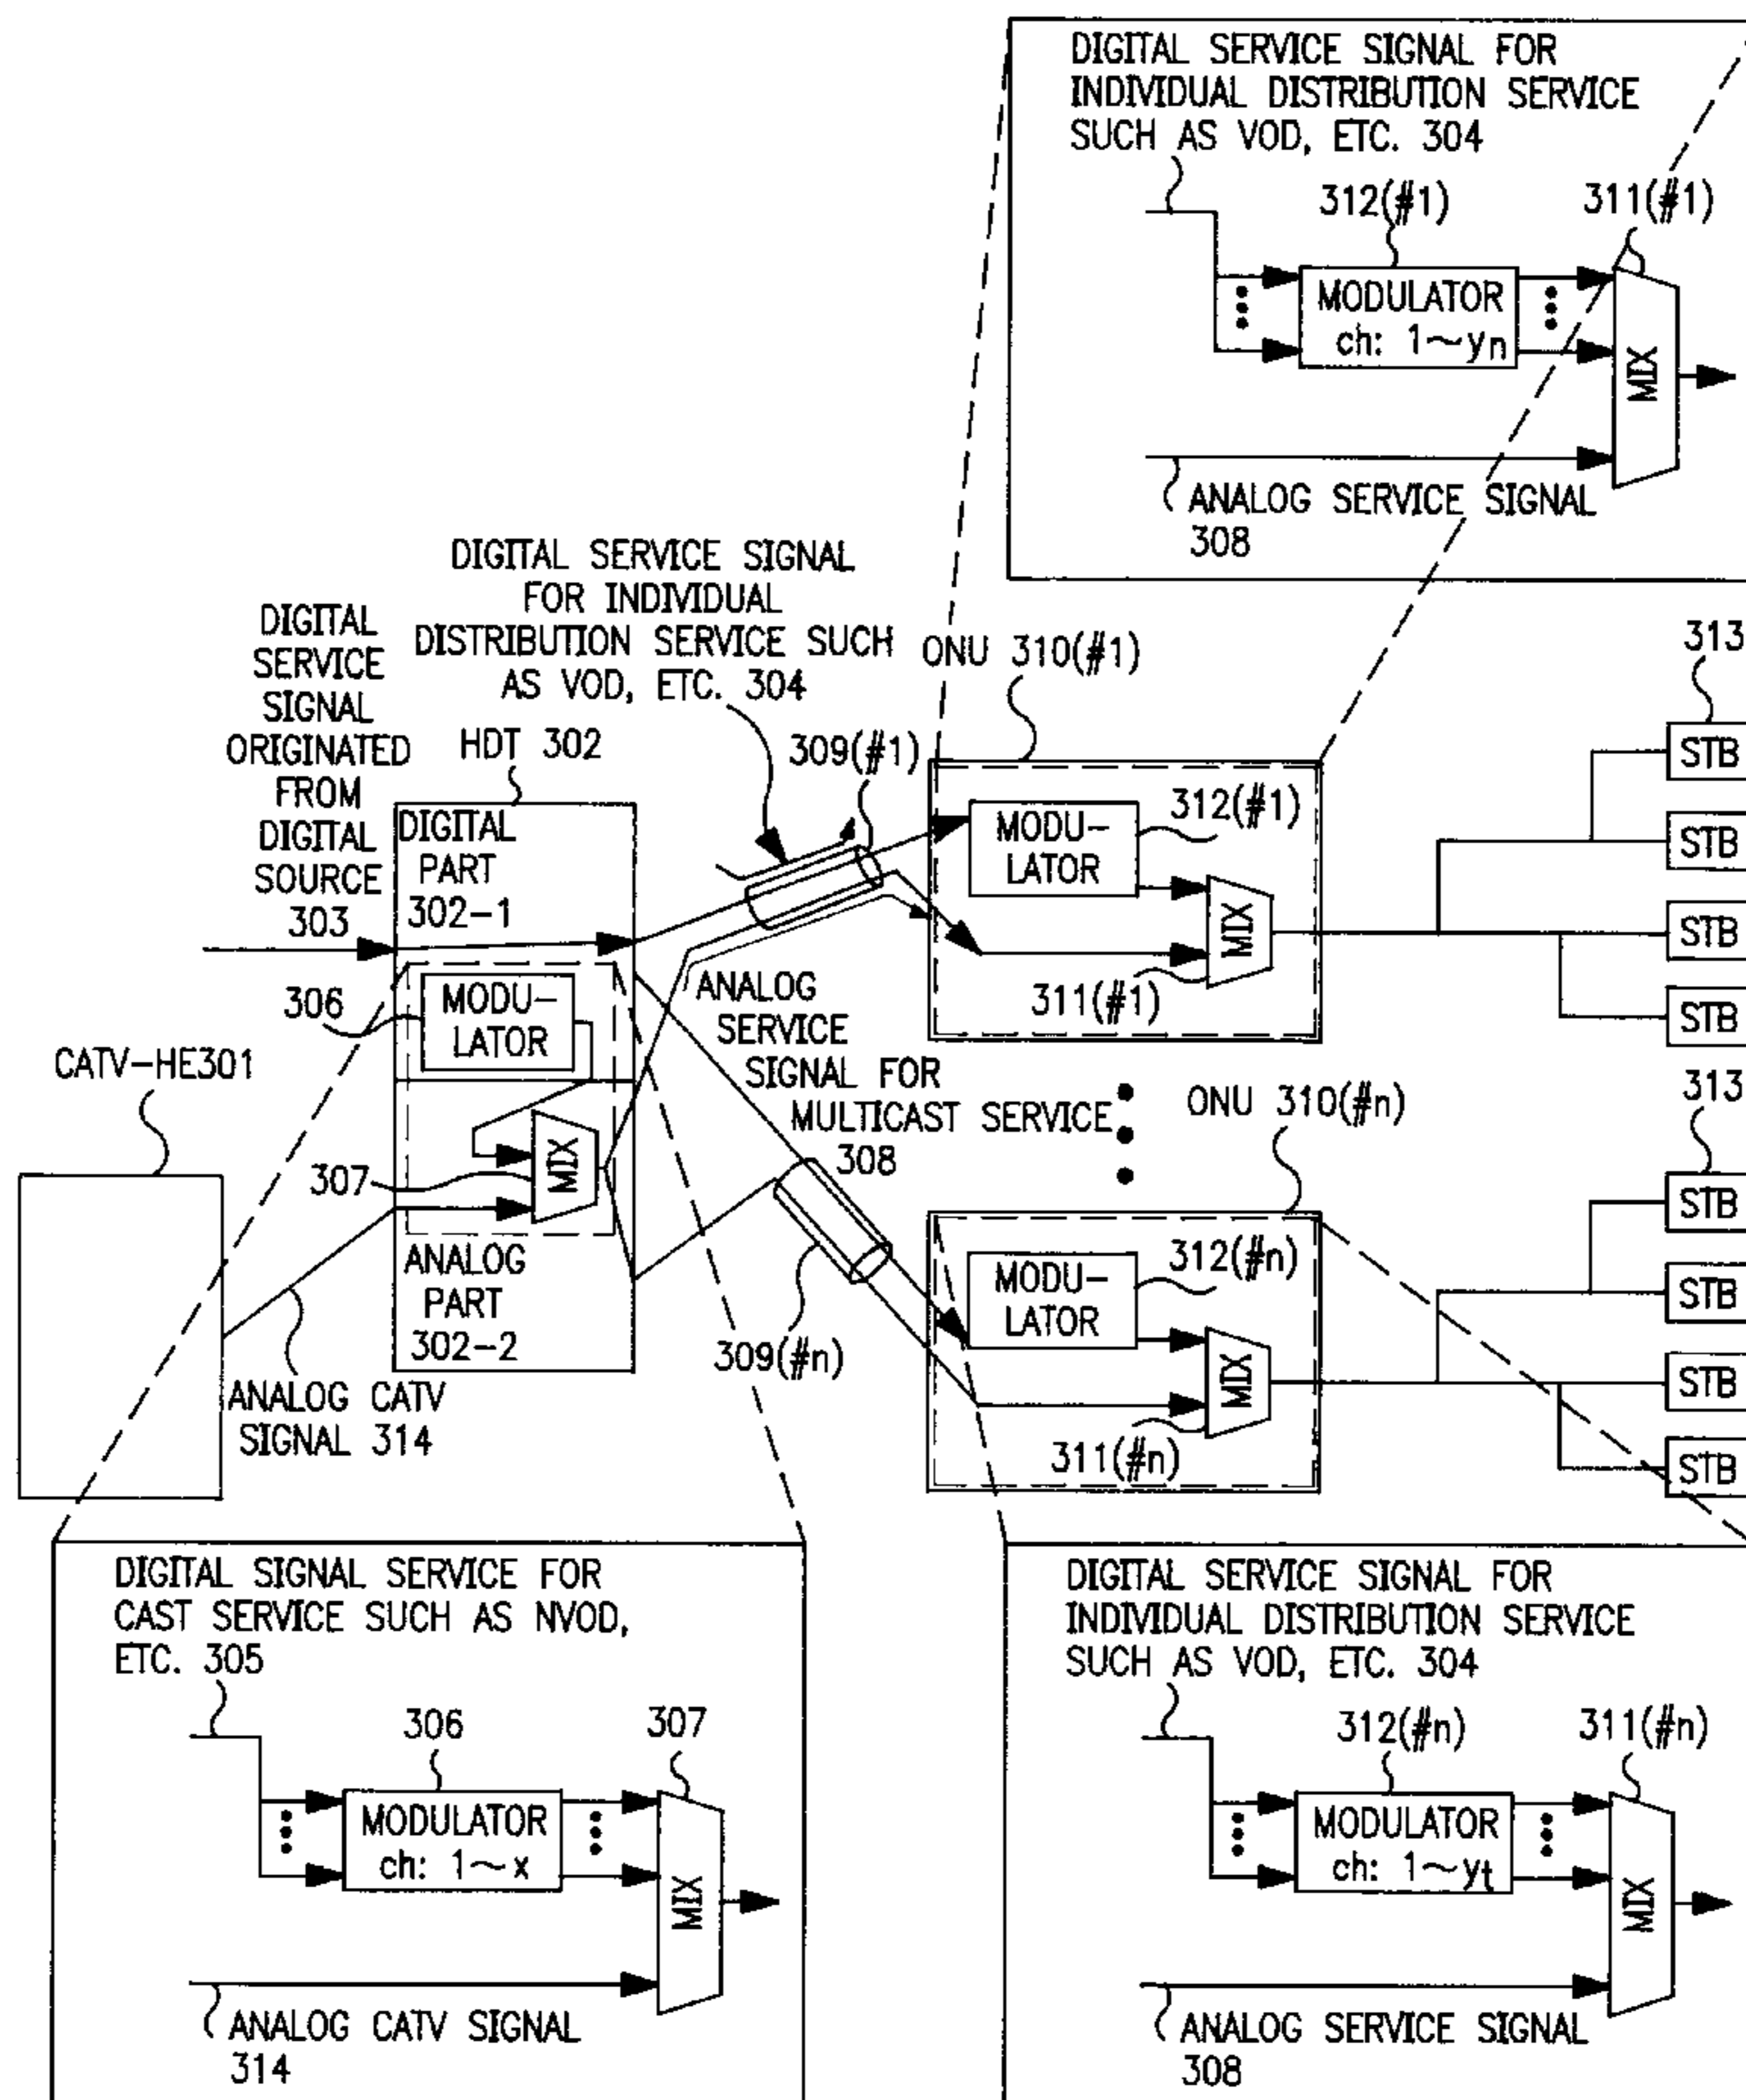 DIGITAL SERVICE SIGNAL FOR
INDIVIDUAL DISTRIBUTION SERVICE
SUCH AS VOD, ETC. 304
312(#1)
311(#1)
MODULATOR
ch: 1~yn
MIX
ANALOG SERVICE SIGNAL
308
DIGITAL SERVICE SIGNAL
FOR INDIVIDUAL
DISTRIBUTION SERVICE SUCH
AS VOD, ETC. 304
DIGITAL
SERVICE
SIGNAL
ORIGINATED
FROM
DIGITAL
SOURCE
303
HDT 302
DIGITAL
PART
302-1
309(#1)
ONU 310(#1)
MODU-
LATOR
312(#1)
MIX
311(#1)
313
STB
STB
STB
STB
306
MODU-
LATOR
ANALOG
SERVICE
SIGNAL FOR
MULTICAST SERVICE
308
CATV-HE301
307
MIX
ANALOG
PART
302-2
ANALOG CATV
SIGNAL 314
309(#n)
ONU 310(#n)
MODU-
LATOR
312(#n)
MIX
311(#n)
313
STB
STB
STB
STB
DIGITAL SIGNAL SERVICE FOR
CAST SERVICE SUCH AS NVOD,
ETC. 305
306
307
MODULATOR
ch: 1~x
MIX
ANALOG CATV SIGNAL
314
DIGITAL SERVICE SIGNAL FOR
INDIVIDUAL DISTRIBUTION SERVICE
SUCH AS VOD, ETC. 304
312(#n)
311(#n)
MODULATOR
ch: 1~yt
MIX
ANALOG SERVICE SIGNAL
308